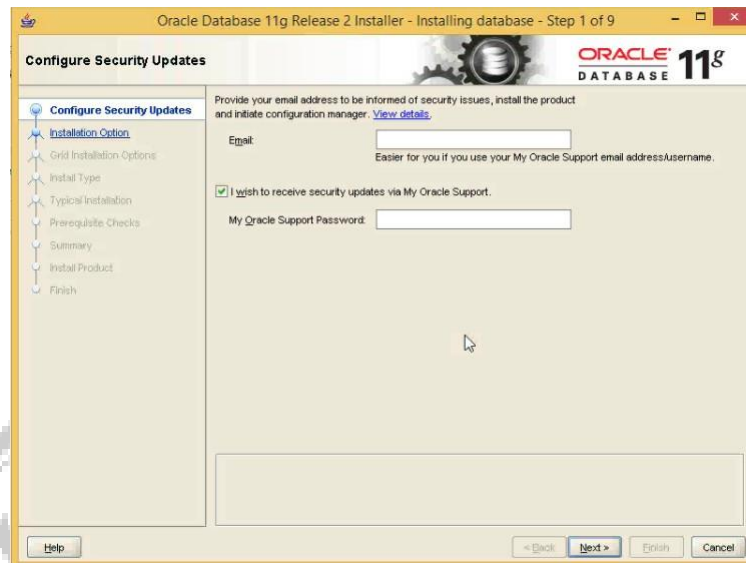 Oracle Database 11g Release 2 Installer - Installing database - Step 1 of 9
Configure Security Updates
ORACLE
DATABASE
11g
Configure Security Updates
Installation Option
Grid Installation Options
Install Type
Typical Installation
Prerequisite Checks
Summary
Install Product
Finish
Provide your email address to be informed of security issues, install the product
and initiate configuration manager. View details.
Email:
Easier for you if you use your My Oracle Support email address/username.
I wish to receive security updates via My Oracle Support.
My Oracle Support Password:
Help
< Back
Next >
Finish
Cancel